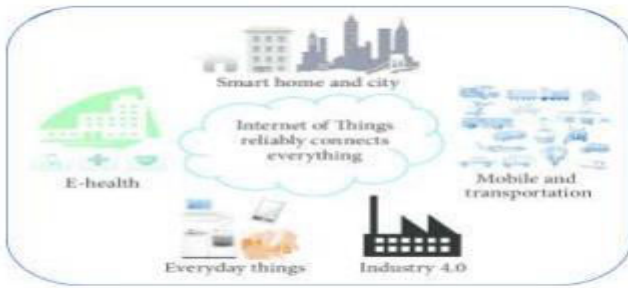 Smart home and city
Internet of Things
reliably connects
everything
E-health
Mobile and
transportation
Everyday things
Industry 4.0